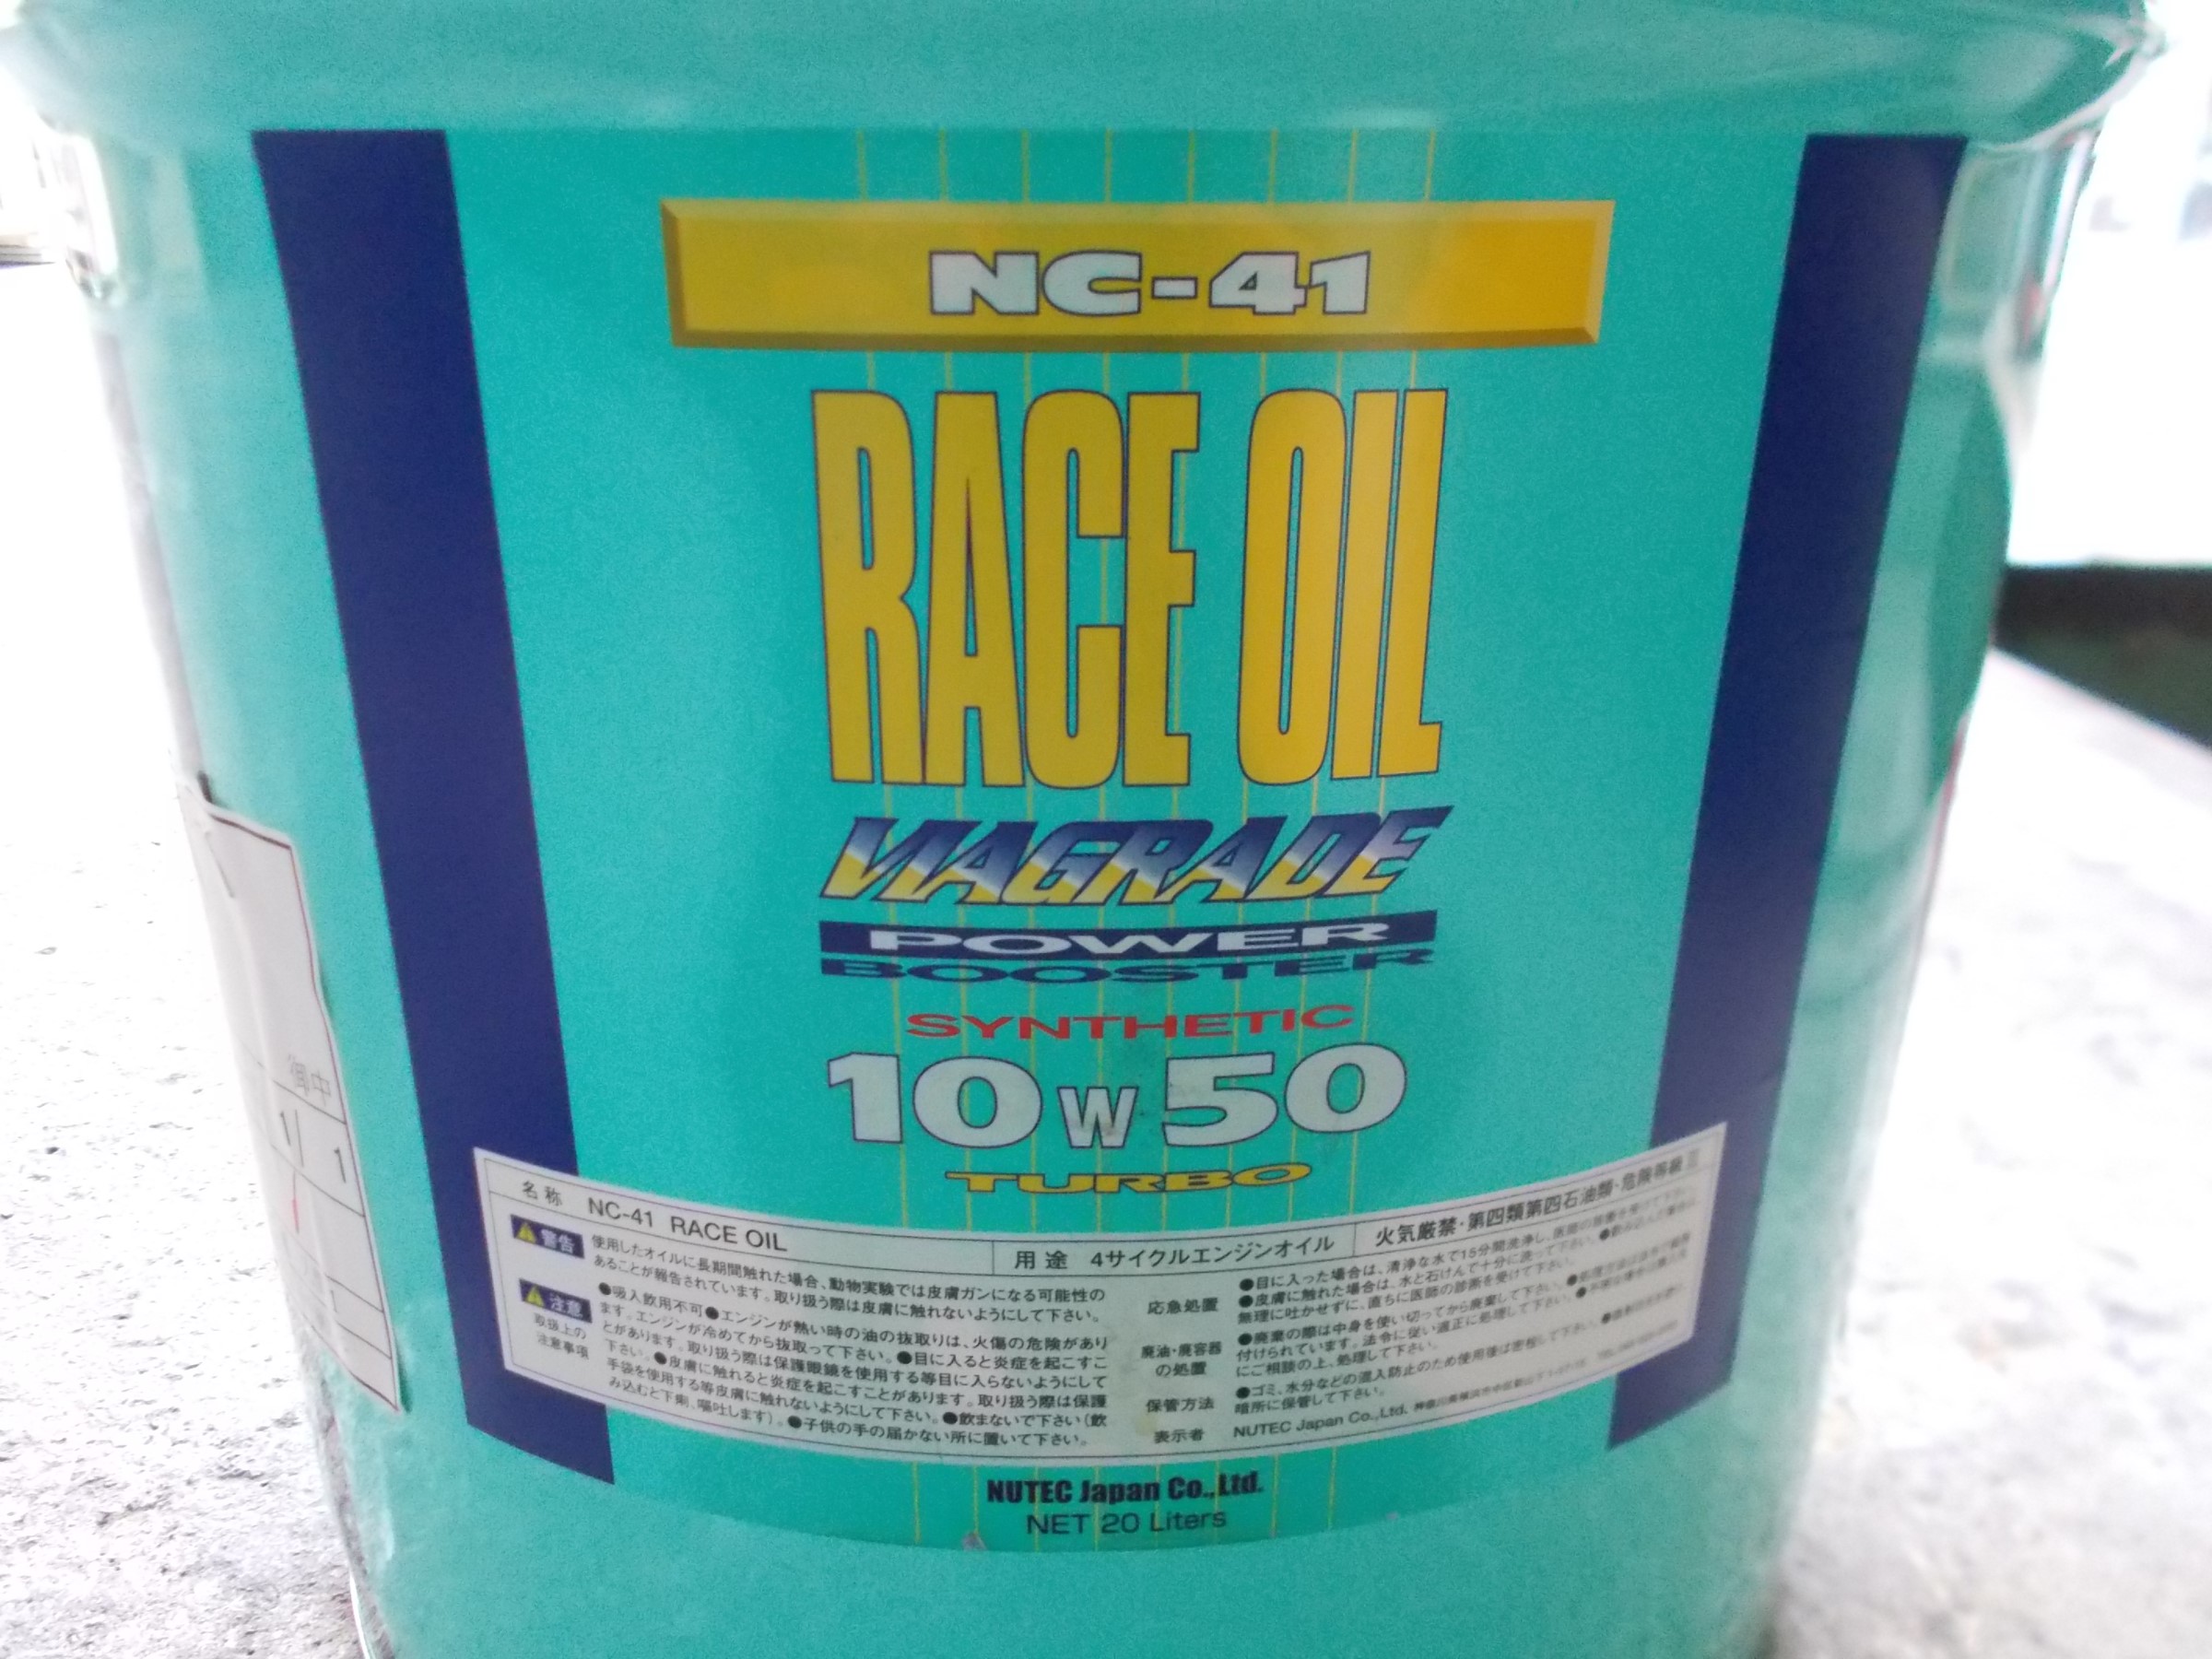 NC-41
RACE OIL
VIAGRADE
POWER
BOOSTER
SYNTHETIC
10W50
TURBO
名称 NC-41 RACE OIL
用途 4サイクルエンジンオイル
火気厳禁・第四類第四石油類・危険等級Ⅲ
警告
使用したオイルに長期間触れた場合、動物実験では皮膚ガンになる可能性の
あることが報告されています。取り扱う際は皮膚に触れないようにして下さい。
注意
取扱上の
注意事項
●吸入飲用不可●エンジンが熱い時の油の抜取りは、火傷の危険があり
ます。エンジンが冷めてから抜取って下さい。●目に入ると炎症を起こすこ
とがあります。取り扱う際は保護眼鏡を使用する等目に入らないようにして
下さい。●皮膚に触れると炎症を起こすことがあります。取り扱う際は保護
手袋を使用する等皮膚に触れないようにして下さい。●飲まないで下さい(飲
み込むと下痢、嘔吐します)。●子供の手の届かない所に置いて下さい。
応急処置
●目に入った場合は、清浄な水で15分間洗浄し、医師の診断を受けて下さい。
●皮膚に触れた場合は、水と石けんで十分に洗って下さい。●飲み込んだ場合は、
無理に吐かせずに、直ちに医師の診断を受けて下さい。
廃油・廃容器
の処置
●廃棄の際は中身を使い切ってから廃棄して下さい。
付けられています。法令に従い適正に処理して下さい。
にご相談の上、処理して下さい。
保管方法
●ゴミ、水分などの混入防止のため使用後は密栓して下さい。
暗所に保管して下さい。
表示者
NUTEC Japan Co.,Ltd.
NUTEC Japan Co.,Ltd.
NET 20 Liters
御中
1/1